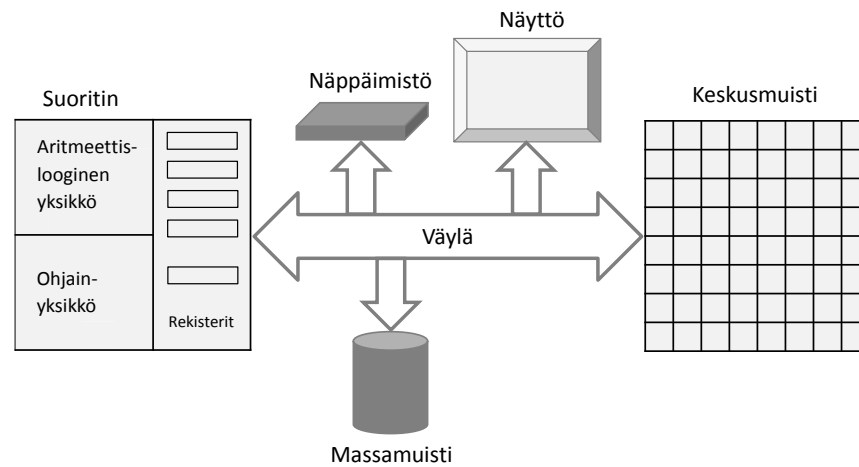 Näyttö
Näppäimistö
Suoritin
Keskusmuisti
Aritmeettis-
looginen
yksikkö
Väylä
Ohjain-
yksikkö
Rekisterit
Massamuisti